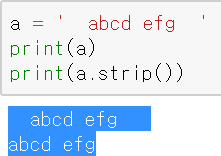 a = '  abcd efg  '
print(a)
print(a.strip())
  abcd efg  
abcd efg